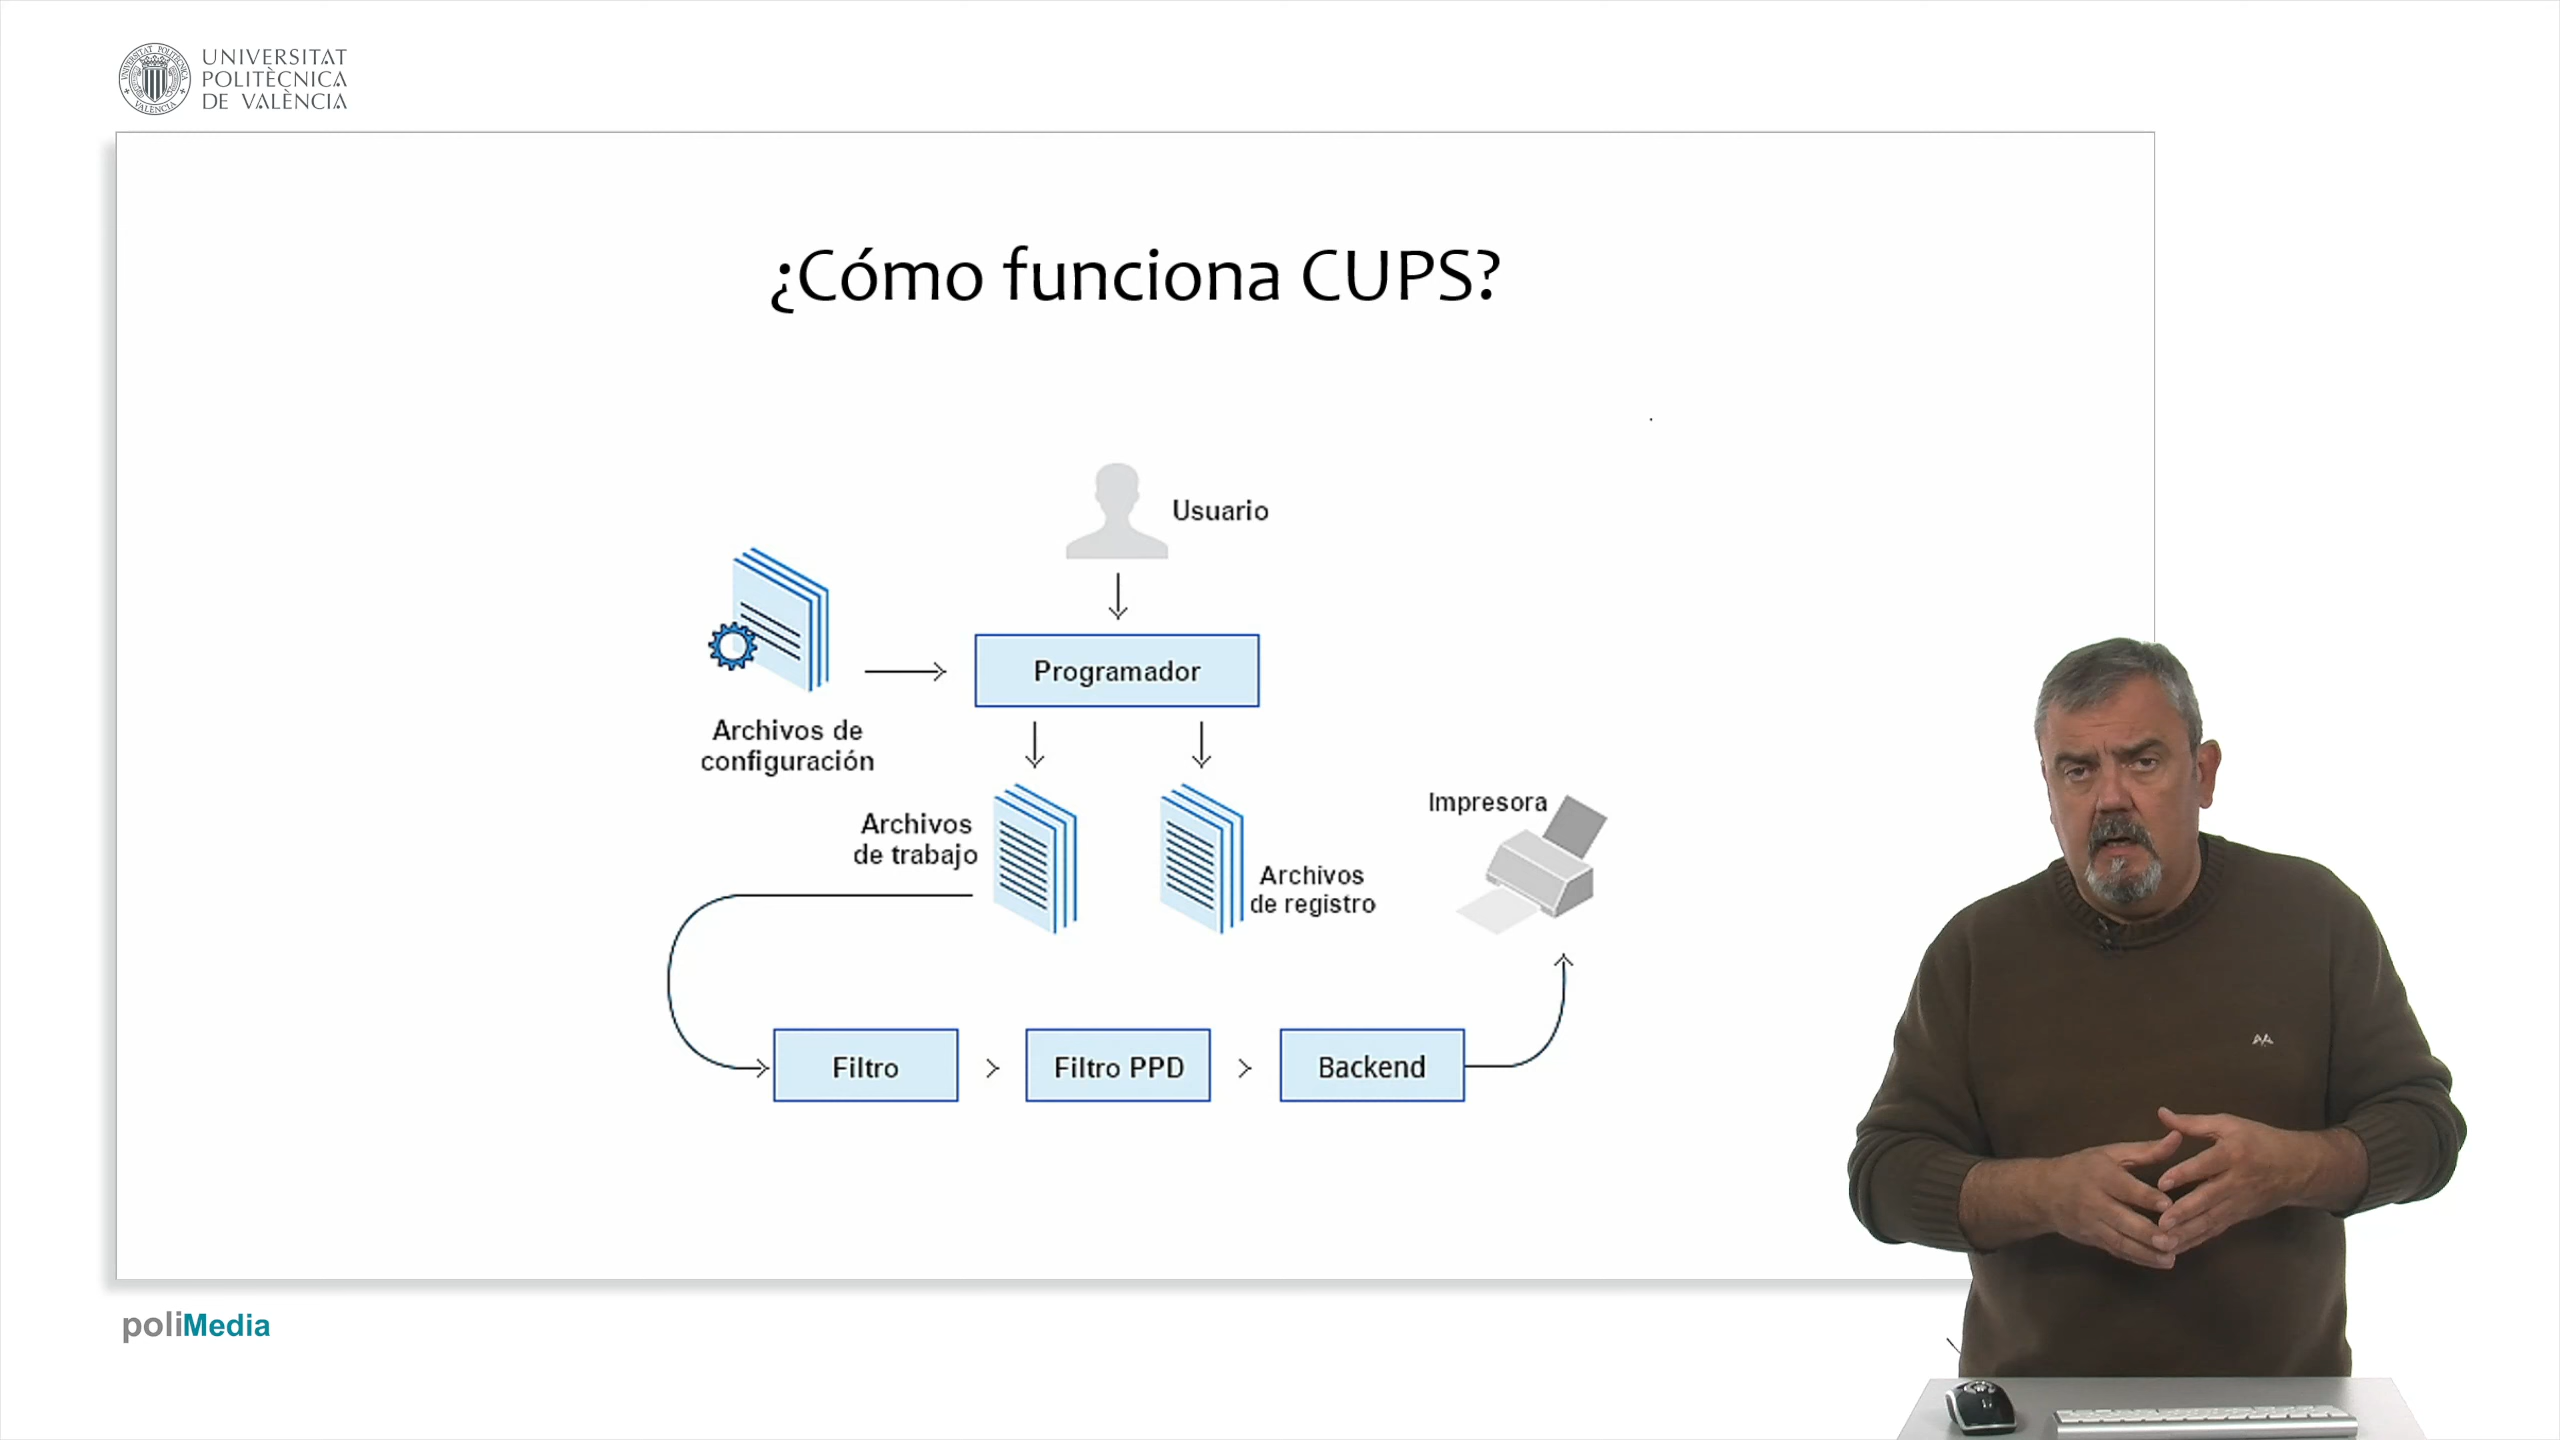 UNIVERSITAT
POLITÈCNICA
DE VALÈNCIA
¿Cómo funciona CUPS?
Usuario
Programador
Archivos de
configuración
Archivos
de trabajo
Archivos
de registro
Impresora
Filtro
>
Filtro PPD
>
Backend
poliMedia